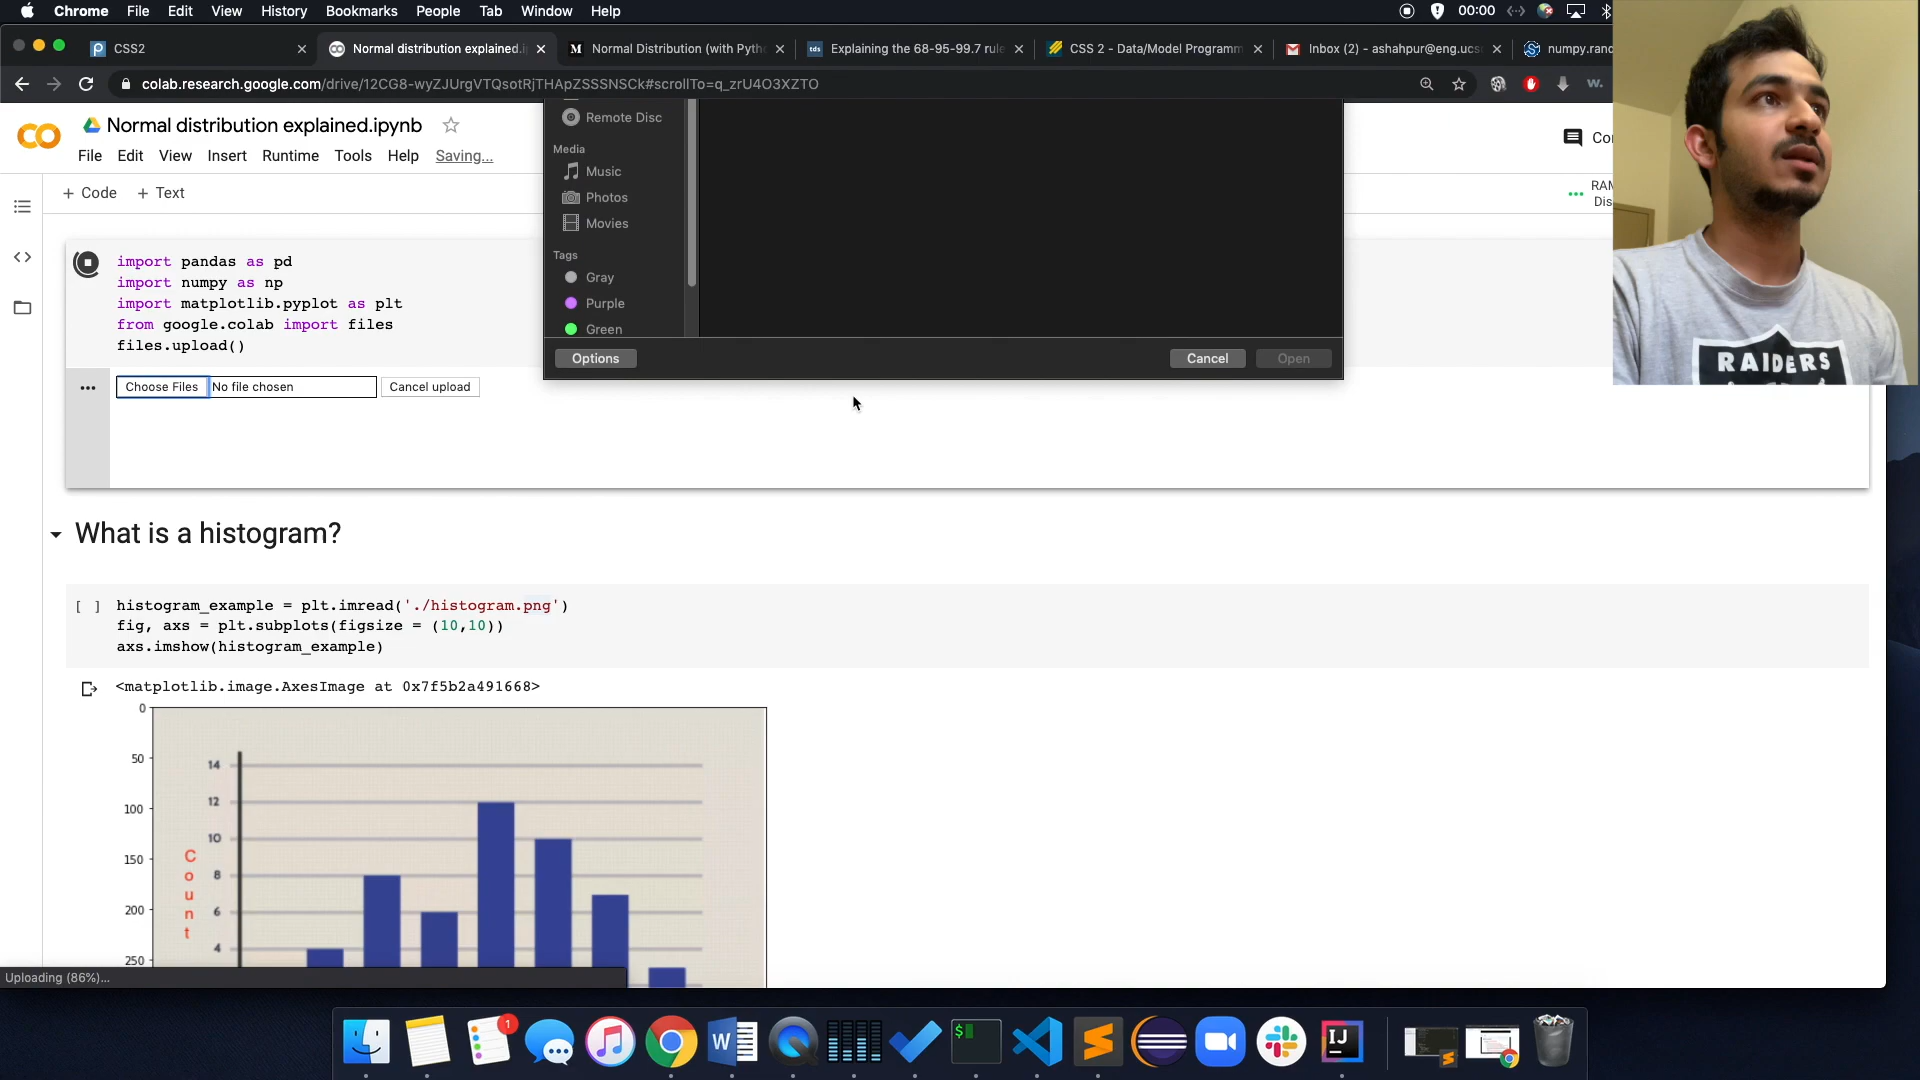 Chrome File Edit View History Bookmarks People Tab Window Help 00:00
CSS2
Normal distribution explained.i
Normal Distribution (with Pyth
Explaining the 68-95-99.7 rule
CSS 2 - Data/Model Programm
Inbox (2) - ashahpur@eng.ucs
numpy.rand
colab.research.google.com/drive/12CG8-wyZJUrgVTQsotRjTHApZSSSNSCk#scrollTo=q_zrU4O3XZTO
Normal distribution explained.ipynb
File Edit View Insert Runtime Tools Help Saving...
+ Code + Text
RAM
Remote Disc
Media
Music
Photos
Movies
Tags
Gray
Purple
Green
Options Cancel Open
import pandas as pd
import numpy as np
import matplotlib.pyplot as plt
from google.colab import files
files.upload()
Choose Files No file chosen Cancel upload
What is a histogram?
[ ] histogram_example = plt.imread('./histogram.png')
fig, axs = plt.subplots(figsize = (10,10))
axs.imshow(histogram_example)
<matplotlib.image.AxesImage at 0x7f5b2a491668>
0
50
100
150
200
250
14
12
10
8
6
4
Count
Uploading (86%)...
RAIDERS
1
W
$
IJ